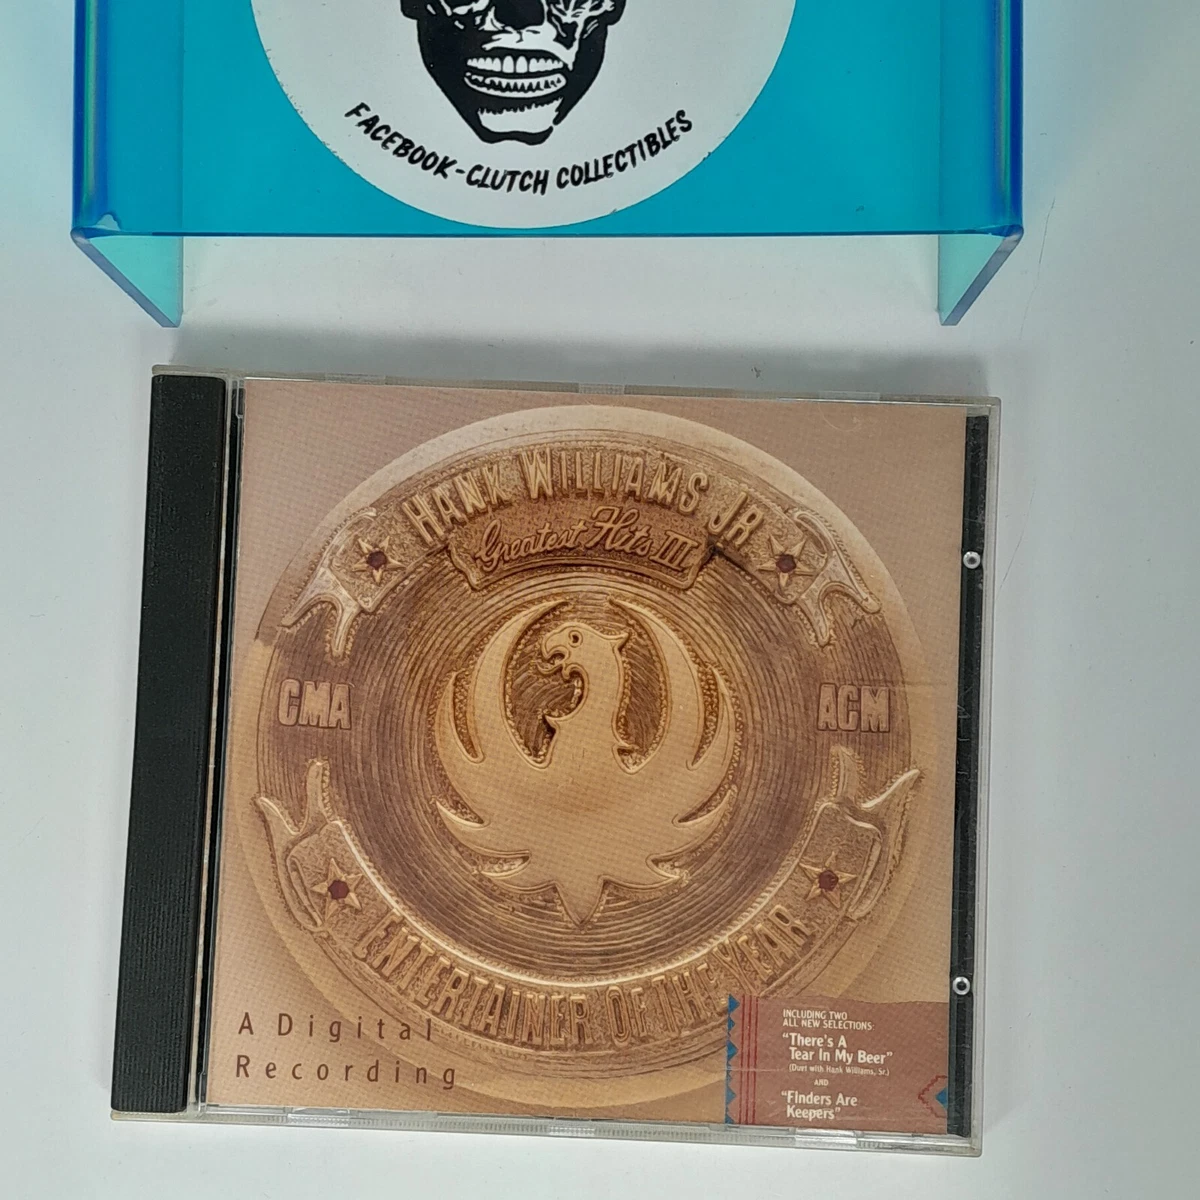 FACEBOOK-CLUTCH COLLECTIBLES
HANK WILLIAMS JR
Greatest Hits III
CMA
ACM
ENTERTAINER OF THE YEAR
A Digital
Recording
INCLUDING TWO
ALL NEW SELECTIONS:
"There's A
Tear In My Beer"
(Duet with Hank Williams, Sr.)
AND
"Finders Are
Keepers"